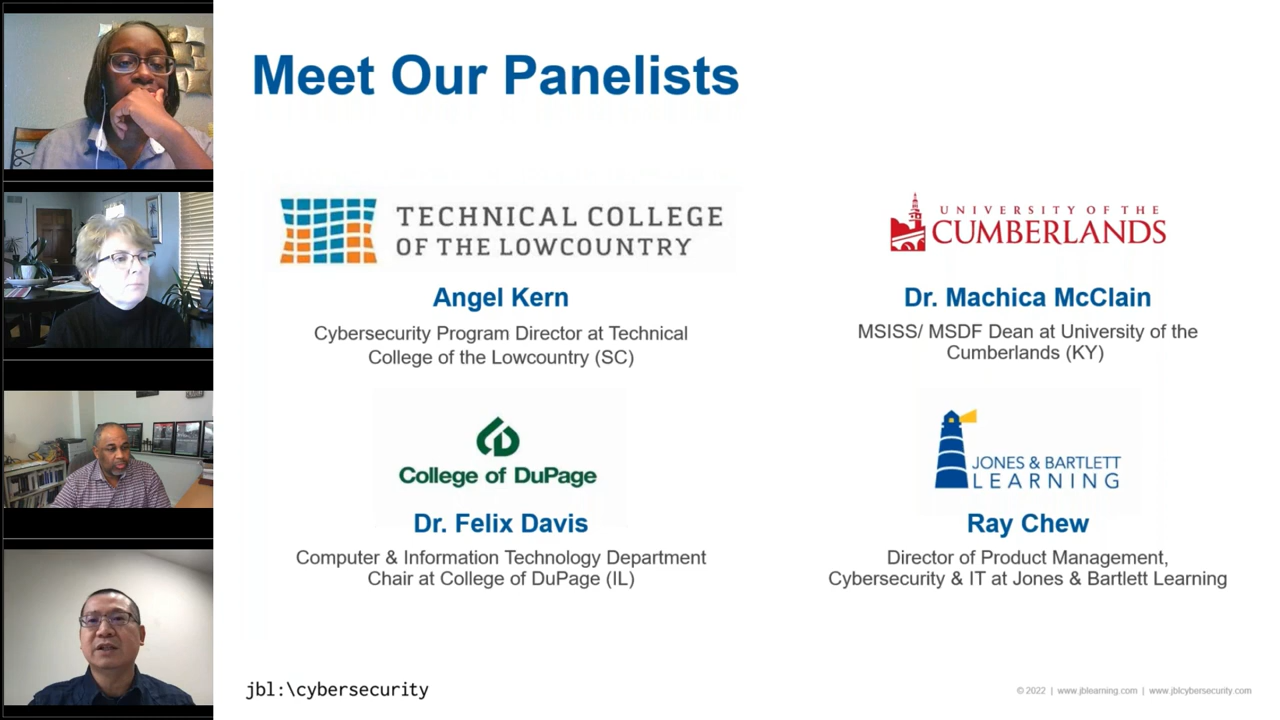 Meet Our Panelists
TECHNICAL COLLEGE
OF THE LOWCOUNTRY
Angel Kern
Cybersecurity Program Director at Technical
College of the Lowcountry (SC)
UNIVERSITY OF THE
CUMBERLANDS
Dr. Machica McClain
MSISS/ MSDF Dean at University of the
Cumberlands (KY)
College of DuPage
Dr. Felix Davis
Computer & Information Technology Department
Chair at College of DuPage (IL)
JONES & BARTLETT
LEARNING
Ray Chew
Director of Product Management,
Cybersecurity & IT at Jones & Bartlett Learning
jbl:\cybersecurity
© 2022 | www.jblearning.com | www.jblcybersecurity.com